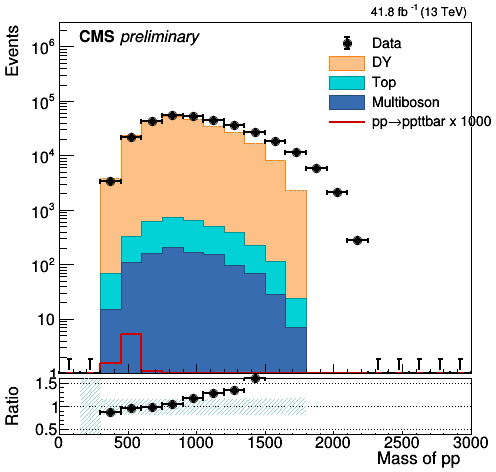 41.8 fb⁻¹ (13 TeV)
Events
CMS preliminary
Data
DY
Top
Multiboson
pp→ppttbar x 1000
10⁶
10⁵
10⁴
10³
10²
10
1
Ratio
1.5
1
0.5
0 500 1000 1500 2000 2500 3000
Mass of pp